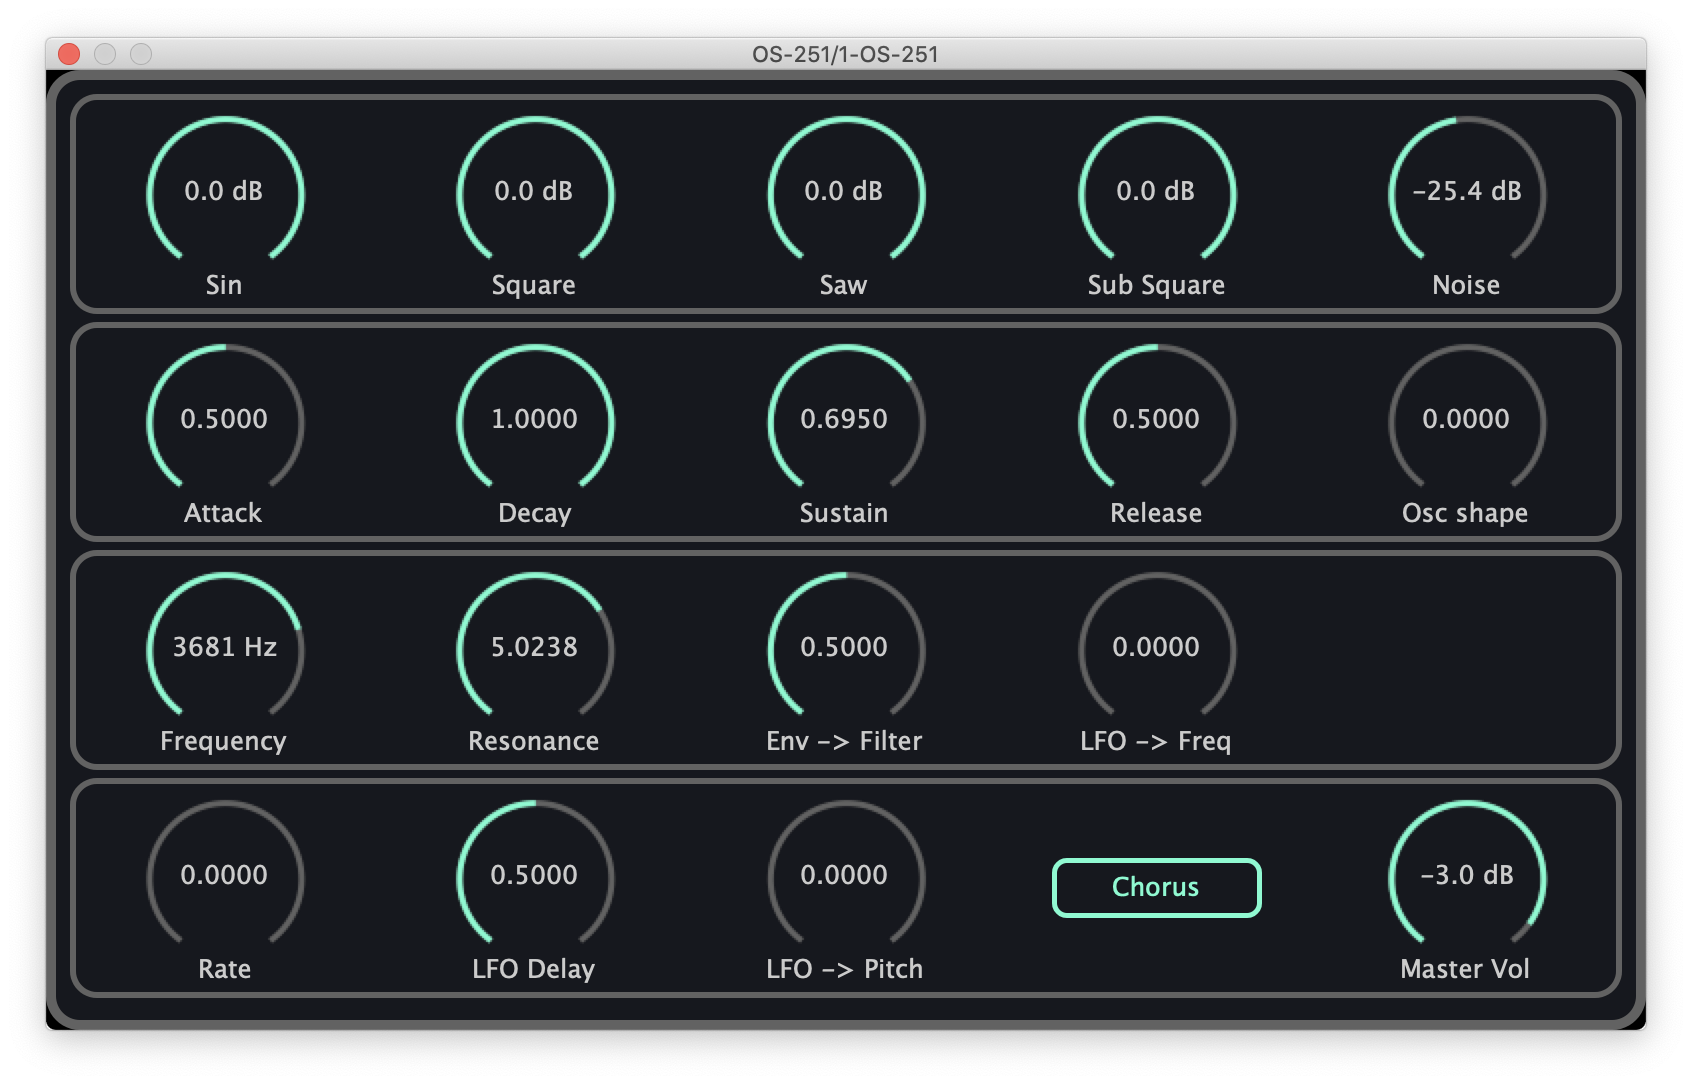 OS-251/1-OS-251
0.0 dB 0.0 dB 0.0 dB 0.0 dB -25.4 dB
Sin Square Saw Sub Square Noise
0.5000 1.0000 0.6950 0.5000 0.0000
Attack Decay Sustain Release Osc shape
3681 Hz 5.0238 0.5000 0.0000
Frequency Resonance Env -> Filter LFO -> Freq
0.0000 0.5000 0.0000 Chorus -3.0 dB
Rate LFO Delay LFO -> Pitch Master Vol